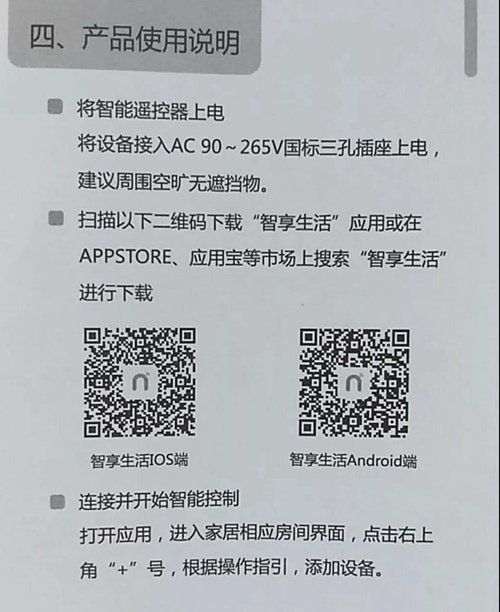 四、产品使用说明
将智能遥控器上电
将设备接入AC 90～265V国标三孔插座上电，
建议周围空旷无遮挡物。
扫描以下二维码下载“智享生活”应用或在
APPSTORE、应用宝等市场上搜索“智享生活”
进行下载
智享生活IOS端
智享生活Android端
连接并开始智能控制
打开应用，进入家居相应房间界面，点击右上
角“+”号，根据操作指引，添加设备。